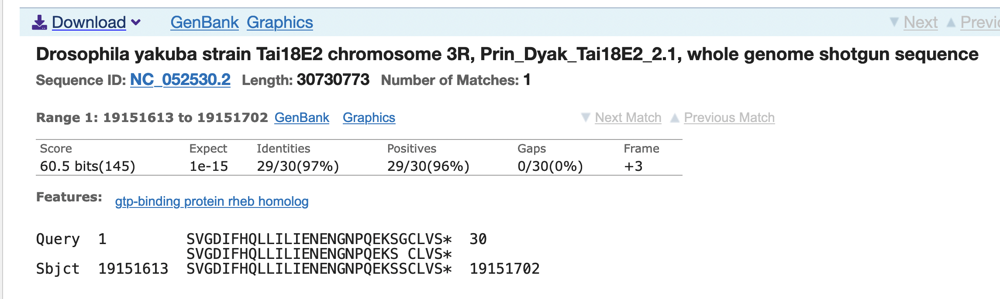 Download GenBank Graphics Next
Drosophila yakuba strain Tai18E2 chromosome 3R, Prin_Dyak_Tai18E2_2.1, whole genome shotgun sequence
Sequence ID: NC_052530.2 Length: 30730773 Number of Matches: 1
Range 1: 19151613 to 19151702 GenBank Graphics Next Match Previous Match
Score Expect Identities Positives Gaps Frame
60.5 bits(145) 1e-15 29/30(97%) 29/30(96%) 0/30(0%) +3
Features: gtp-binding protein rheb homolog
Query 1 SVGDIFHQLLILIENENGNPQEKSGCLVS* 30
SVGDIFHQLLILIENENGNPQEKS CLVS*
Sbjct 19151613 SVGDIFHQLLILIENENGNPQEKSSCLVS* 19151702